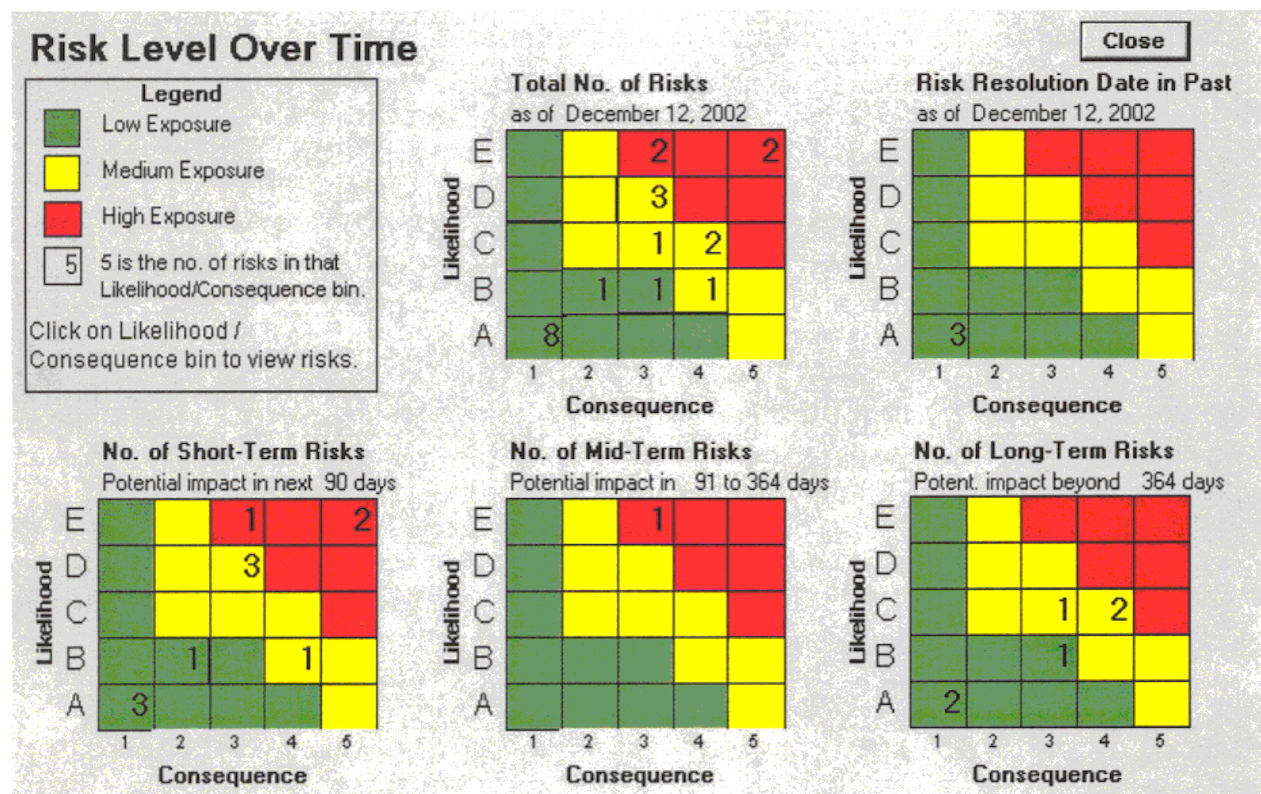 Risk Level Over Time
Close
Legend
Low Exposure
Medium Exposure
High Exposure
5 5 is the no. of risks in that
Likelihood/Consequence bin.
Click on Likelihood /
Consequence bin to view risks.
Total No. of Risks
as of December 12, 2002
Likelihood
E 2 2
D 3
C 1 2
B 1 1 1
A 8
1 2 3 4 5
Consequence
Risk Resolution Date in Past
as of December 12, 2002
Likelihood
E
D
C
B
A 3
1 2 3 4 5
Consequence
No. of Short-Term Risks
Potential impact in next 90 days
Likelihood
E 1 2
D 3
C
B 1 1
A 3
1 2 3 4 5
Consequence
No. of Mid-Term Risks
Potential impact in 91 to 364 days
Likelihood
E 1
D
C
B
A
1 2 3 4 5
Consequence
No. of Long-Term Risks
Potent. impact beyond 364 days
Likelihood
E
D
C 1 2
B 1
A 2
1 2 3 4 5
Consequence